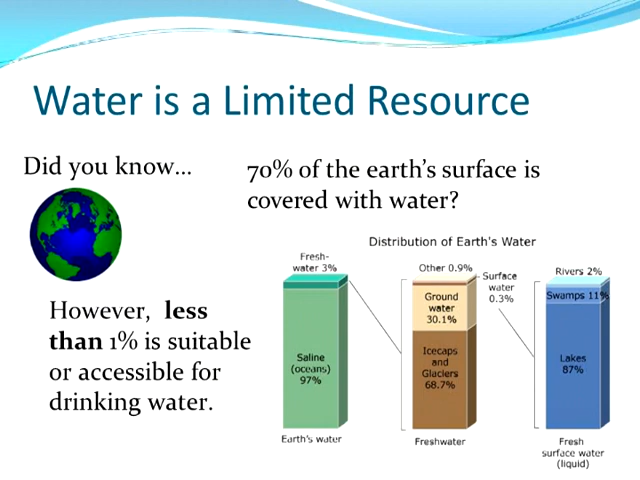 Water is a Limited Resource
Did you know...
70% of the earth's surface is
covered with water?
However, less
than 1% is suitable
or accessible for
drinking water.
Distribution of Earth's Water
Fresh-
water 3%
Saline
(oceans)
97%
Earth's water
Other 0.9%
Ground
water
30.1%
Icecaps
and
Glaciers
68.7%
Freshwater
Surface
water
0.3%
Rivers 2%
Swamps 11%
Lakes
87%
Fresh
surface water
(liquid)